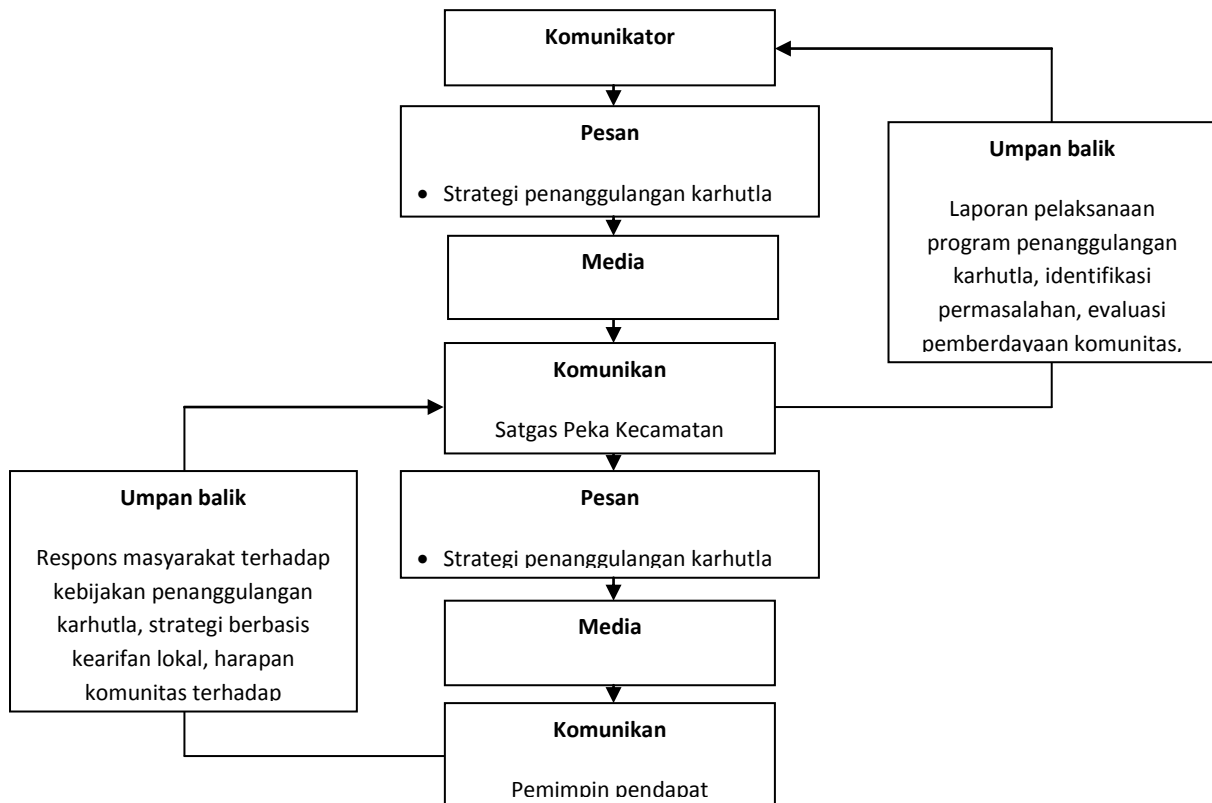 Komunikator
Pesan
• Strategi penanggulangan karhutla
Media
Komunikan
Satgas Peka Kecamatan
Umpan balik
Laporan pelaksanaan
program penanggulangan
karhutla, identifikasi
permasalahan, evaluasi
pemberdayaan komunitas,
Pesan
• Strategi penanggulangan karhutla
Media
Komunikan
Pemimpin pendapat
Umpan balik
Respons masyarakat terhadap
kebijakan penanggulangan
karhutla, strategi berbasis
kearifan lokal, harapan
komunitas terhadap